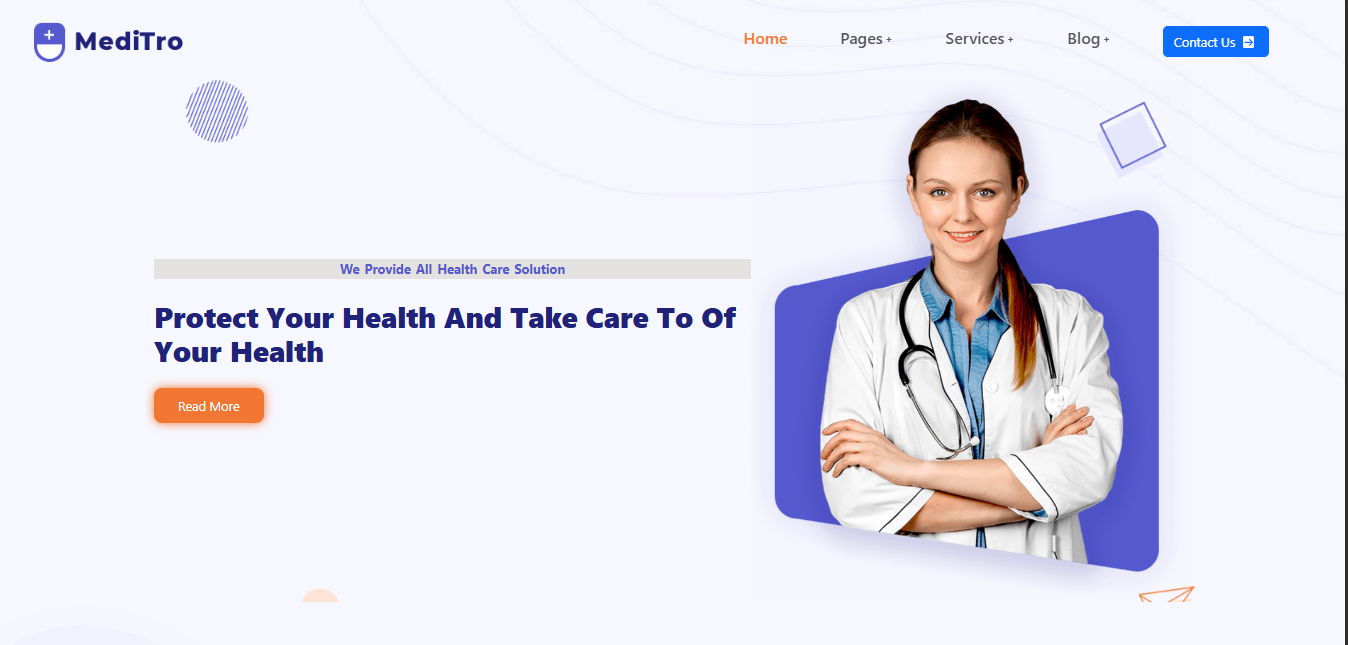 MediTro
Home
Pages +
Services +
Blog +
Contact Us
We Provide All Health Care Solution
Protect Your Health And Take Care To Of
Your Health
Read More